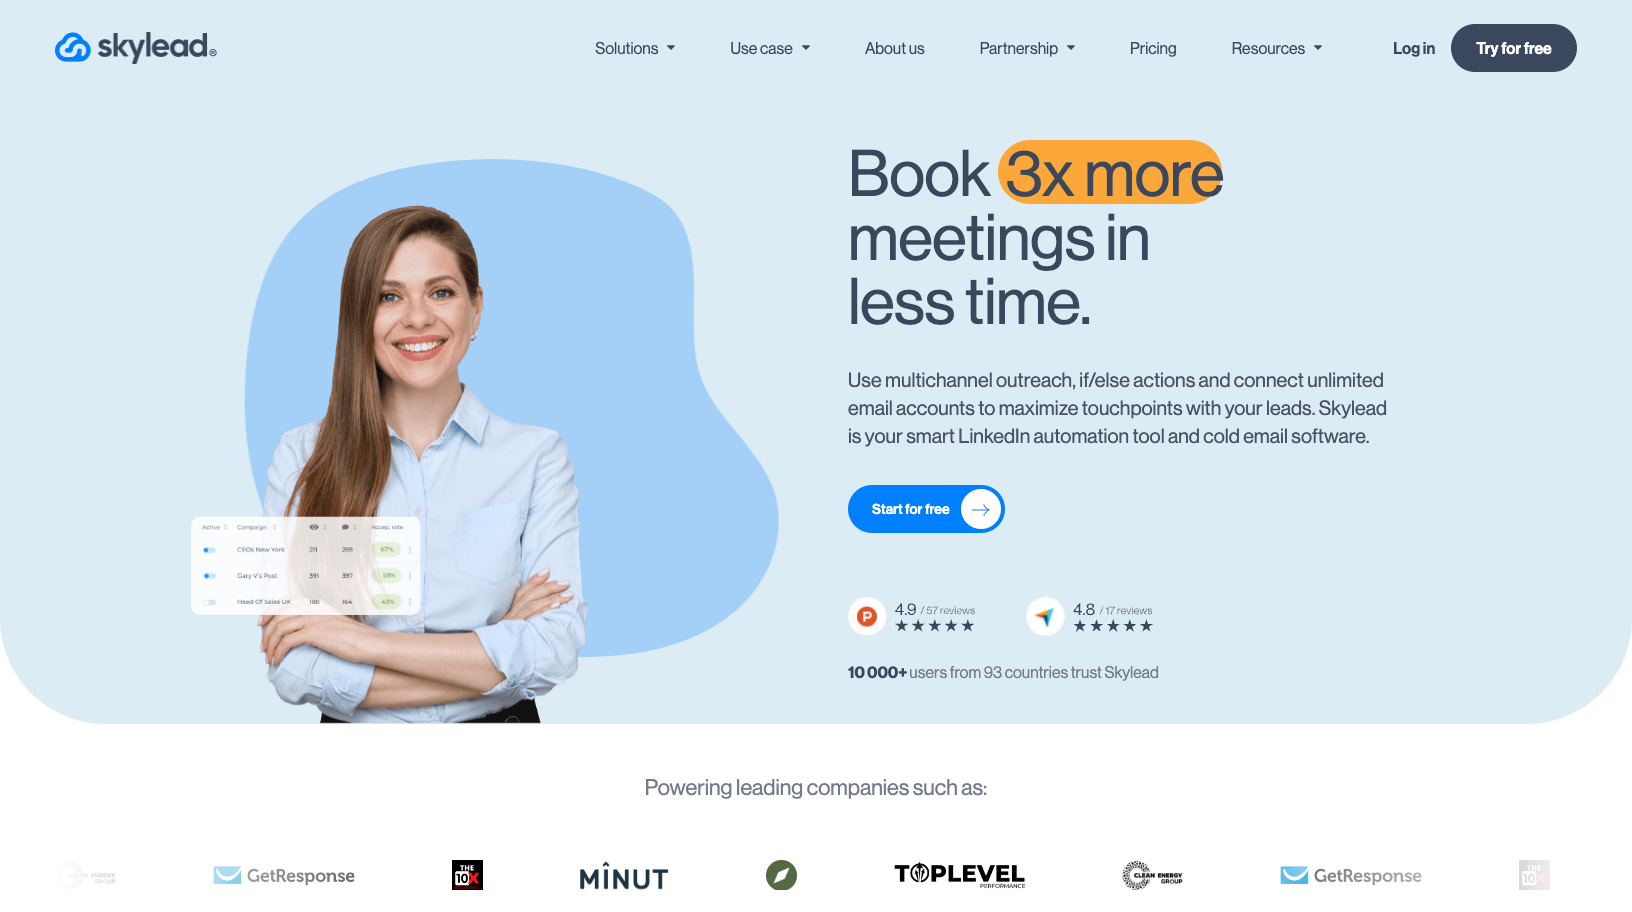 skylead®
Solutions
Use case
About us
Partnership
Pricing
Resources
Log in
Try for free
Book 3x more
meetings in
less time.
Use multichannel outreach, if/else actions and connect unlimited
email accounts to maximize touchpoints with your leads. Skylead
is your smart LinkedIn automation tool and cold email software.
Start for free
Active Campaign Accep. rate
CEOs New York 211 259 67%
Gary V's Post 391 397 59%
Head Of Sales UK 186 164 43%
P
4.9 / 57 reviews
4.8 / 17 reviews
10 000+ users from 93 countries trust Skylead
Powering leading companies such as:
CLEAN ENERGY
GROUP
GetResponse
THE
10X
MINUT
TOPLEVEL
PERFORMANCE
CLEAN ENERGY
GROUP
GetResponse
THE
10X